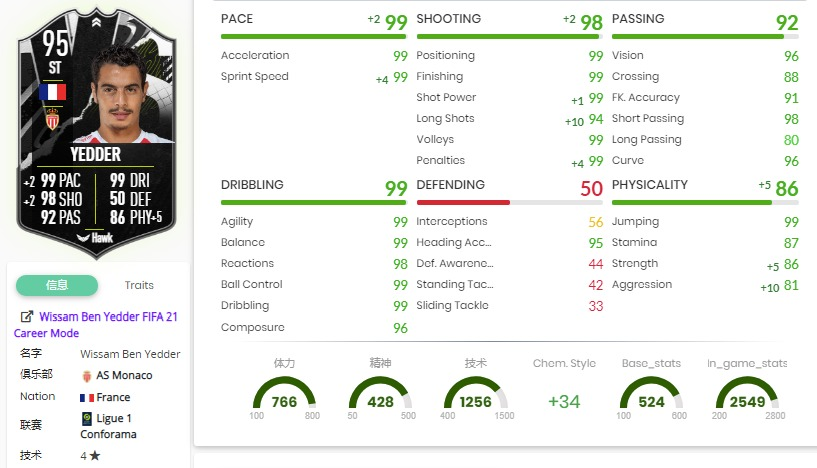 95
ST
YEDDER
+2 99 PAC 99 DRI
+2 98 SHO 50 DEF
92 PAS 86 PHY+5
Hawk
信息 Traits
Wissam Ben Yedder FIFA 21
Career Mode
名字 Wissam Ben Yedder
俱乐部 AS Monaco
Nation France
联赛 Ligue 1
Conforama
技术 4 ★
PACE +2 99
Acceleration 99
Sprint Speed +4 99
SHOOTING +2 98
Positioning 99
Finishing 99
Shot Power +1 99
Long Shots +10 94
Volleys 99
Penalties +4 99
PASSING 92
Vision 96
Crossing 88
FK. Accuracy 91
Short Passing 98
Long Passing 80
Curve 96
DRIBBLING 99
Agility 99
Balance 99
Reactions 98
Ball Control 99
Dribbling 99
Composure 96
DEFENDING 50
Interceptions 56
Heading Acc... 95
Def. Awarene... 44
Standing Tac... 42
Sliding Tackle 33
PHYSICALITY +5 86
Jumping 99
Stamina 87
Strength +5 86
Aggression +10 81
体力
766
100 800
精神
428
50 500
技术
1256
400 1500
Chem. Style
+34
Base_stats
524
100 600
In_game_stats
2549
200 2800